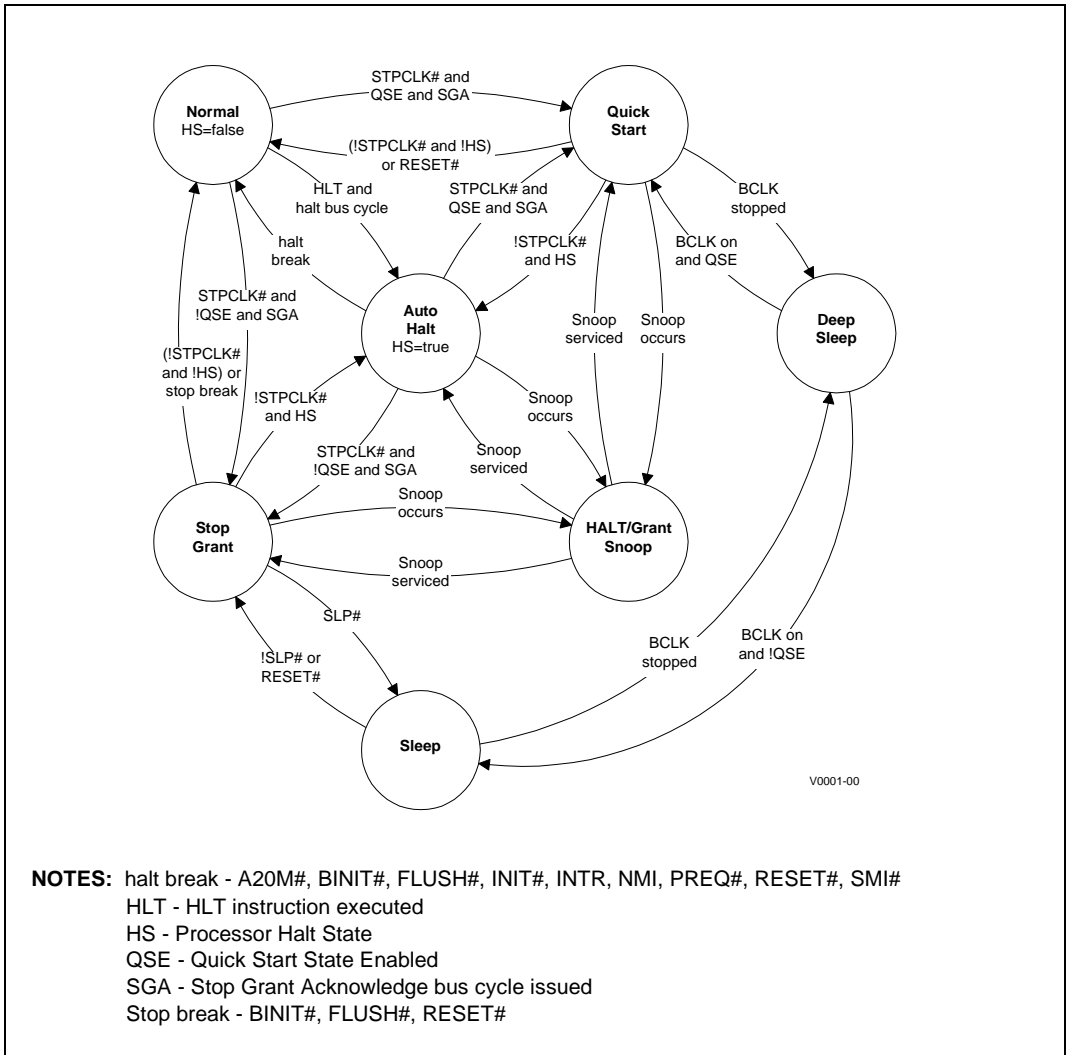 STPCLK# and
QSE and SGA
Normal
HS=false
Quick
Start
(!STPCLK# and !HS)
or RESET#
HLT and
halt bus cycle
STPCLK# and
QSE and SGA
BCLK
stopped
halt
break
!STPCLK#
and HS
BCLK on
and QSE
STPCLK# and
!QSE and SGA
Auto
Halt
HS=true
Snoop
serviced
Snoop
occurs
Deep
Sleep
(!STPCLK#
and !HS) or
stop break
!STPCLK#
and HS
Snoop
occurs
STPCLK# and
!QSE and SGA
Snoop
serviced
Stop
Grant
Snoop
occurs
HALT/Grant
Snoop
Snoop
serviced
SLP#
!SLP# or
RESET#
BCLK
stopped
BCLK on
and !QSE
Sleep
V0001-00
NOTES: halt break - A20M#, BINIT#, FLUSH#, INIT#, INTR, NMI, PREQ#, RESET#, SMI#
HLT - HLT instruction executed
HS - Processor Halt State
QSE - Quick Start State Enabled
SGA - Stop Grant Acknowledge bus cycle issued
Stop break - BINIT#, FLUSH#, RESET#